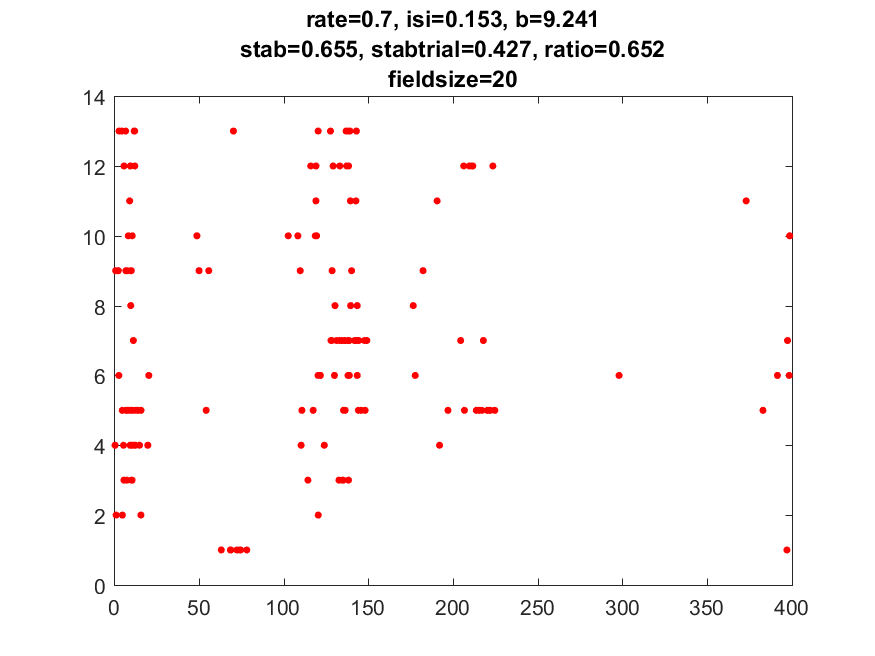 rate=0.7, isi=0.153, b=9.241
stab=0.655, stabtrial=0.427, ratio=0.652
fieldsize=20
14
12
10
8
6
4
2
0
0 50 100 150 200 250 300 350 400